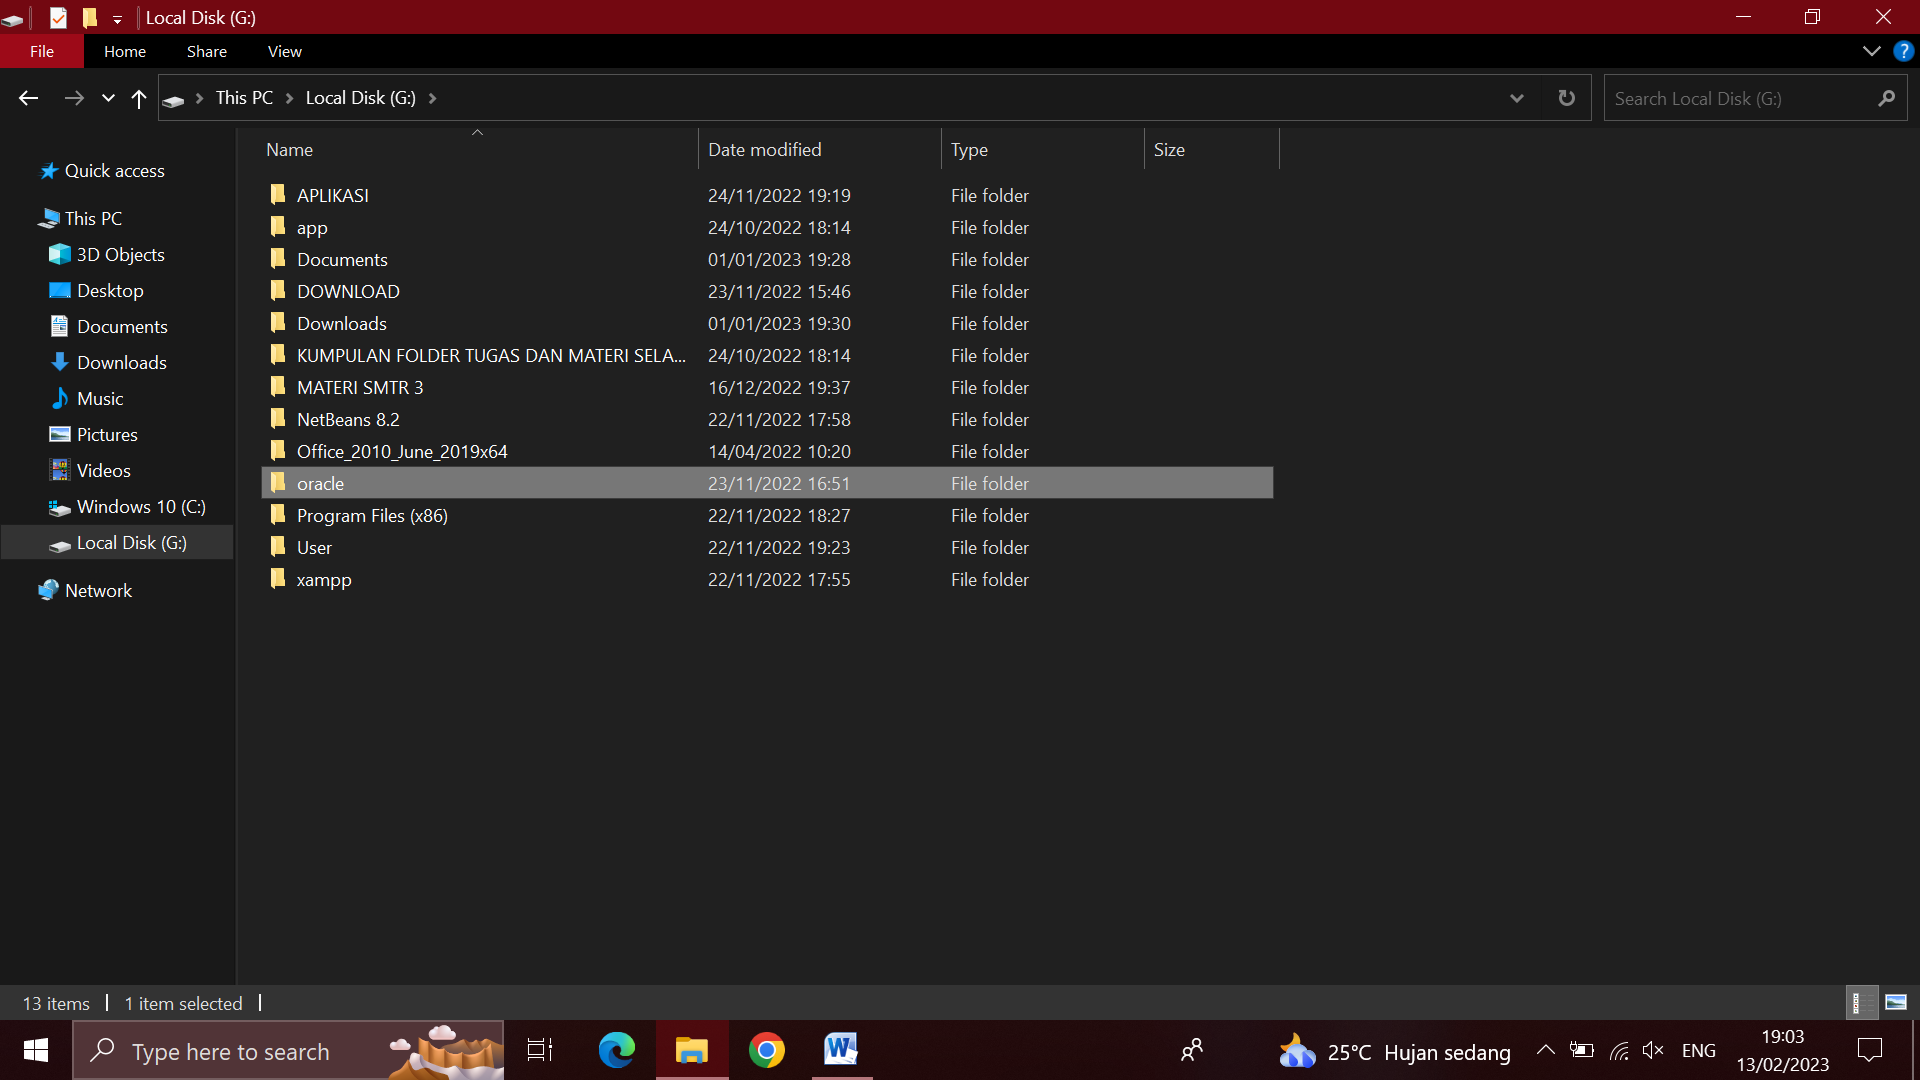 Local Disk (G:)
File Home Share View ?
This PC Local Disk (G:) Search Local Disk (G:)
Name Date modified Type Size
Quick access
This PC
3D Objects
Desktop
Documents
Downloads
Music
Pictures
Videos
Windows 10 (C:)
Local Disk (G:)
Network
APLIKASI 24/11/2022 19:19 File folder
app 24/10/2022 18:14 File folder
Documents 01/01/2023 19:28 File folder
DOWNLOAD 23/11/2022 15:46 File folder
Downloads 01/01/2023 19:30 File folder
KUMPULAN FOLDER TUGAS DAN MATERI SELA... 24/10/2022 18:14 File folder
MATERI SMTR 3 16/12/2022 19:37 File folder
NetBeans 8.2 22/11/2022 17:58 File folder
Office_2010_June_2019x64 14/04/2022 10:20 File folder
oracle 23/11/2022 16:51 File folder
Program Files (x86) 22/11/2022 18:27 File folder
User 22/11/2022 19:23 File folder
xampp 22/11/2022 17:55 File folder
13 items 1 item selected
Type here to search W 25°C Hujan sedang ENG 19:03
13/02/2023